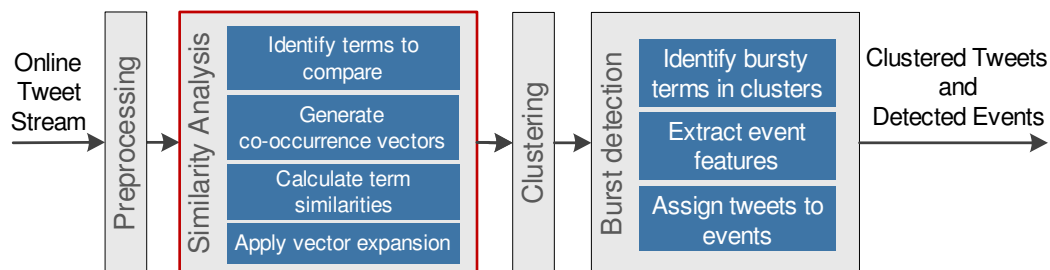 Online
Tweet
Stream
Preprocessing
Similarity Analysis
Identify terms to
compare
Generate
co-occurrence vectors
Calculate term
similarities
Apply vector expansion
Clustering
Burst detection
Identify bursty
terms in clusters
Extract event
features
Assign tweets to
events
Clustered Tweets
and
Detected Events